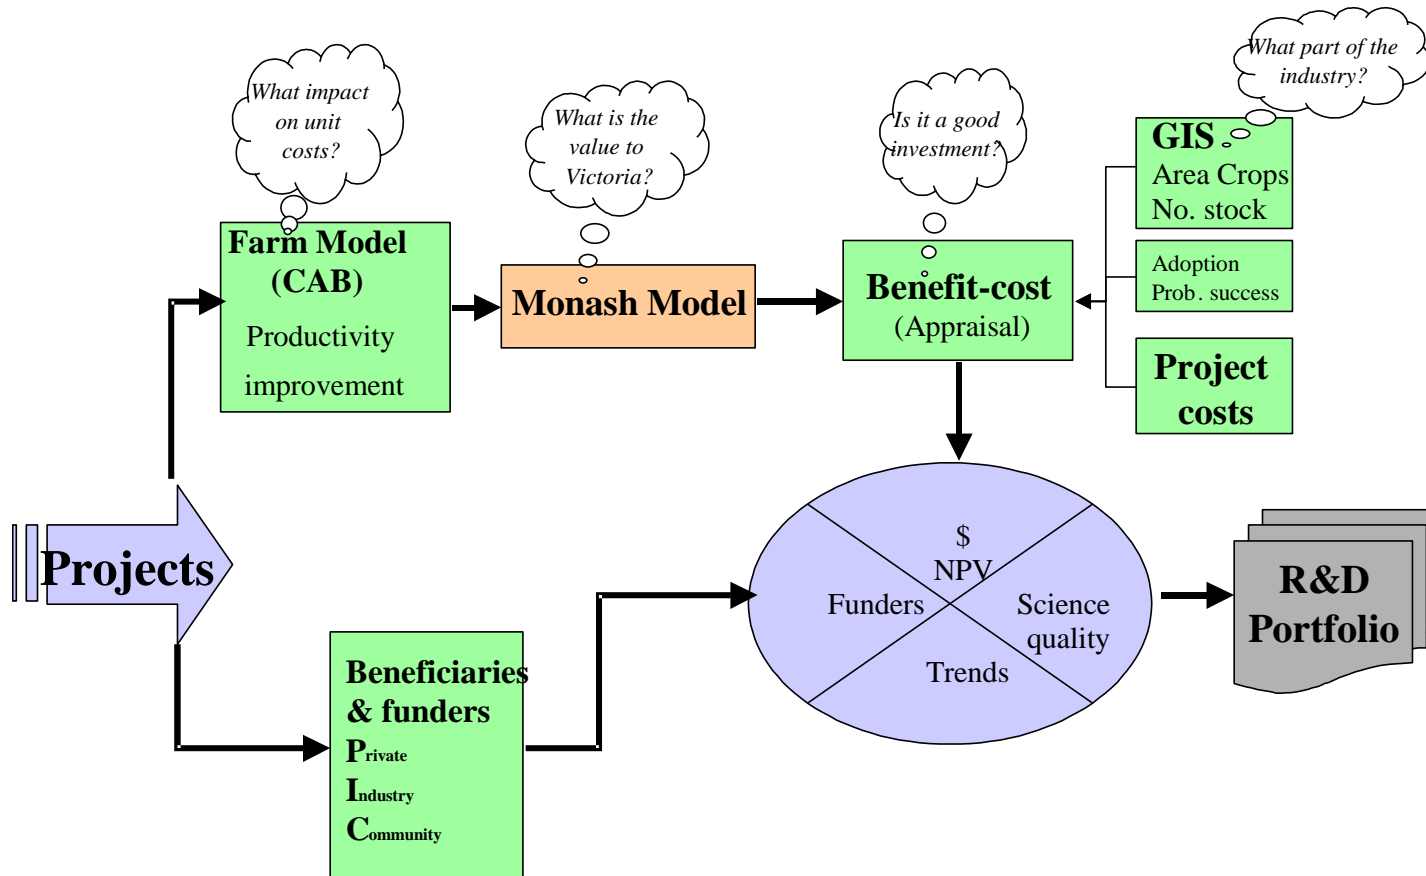 What impact
on unit
costs?
What is the
value to
Victoria?
Is it a good
investment?
What part of the
industry?
Farm Model
(CAB)
Productivity
improvement
Monash Model
Benefit-cost
(Appraisal)
GIS
Area Crops
No. stock
Adoption
Prob. success
Project
costs
Projects
Beneficiaries
& funders
Private
Industry
Community
$
NPV
Funders
Science
quality
Trends
R&D
Portfolio